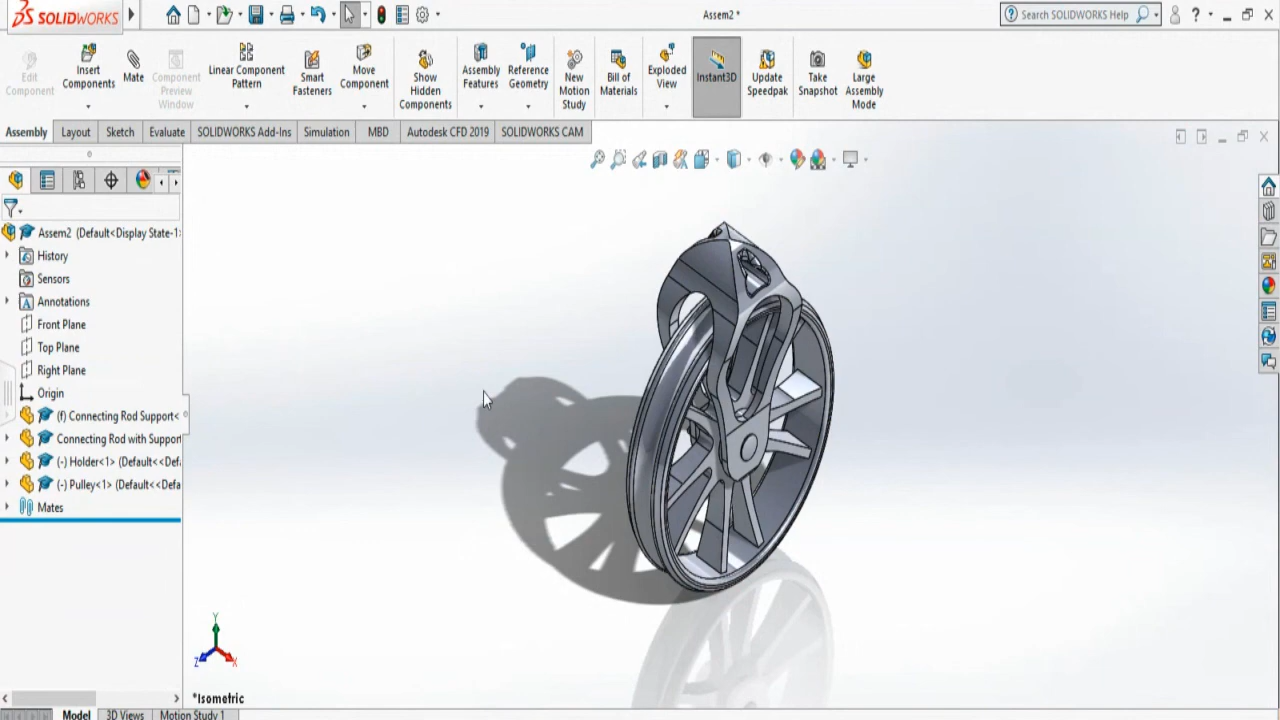 SOLIDWORKS
Assem2 *
Search SOLIDWORKS Help
?
Edit Component
Insert Components
Mate
Component Preview Window
Linear Component Pattern
Smart Fasteners
Move Component
Show Hidden Components
Assembly Features
Reference Geometry
New Motion Study
Bill of Materials
Exploded View
Instant3D
Update Speedpak
Take Snapshot
Large Assembly Mode
Assembly Layout Sketch Evaluate SOLIDWORKS Add-Ins Simulation MBD Autodesk CFD 2019 SOLIDWORKS CAM
Assem2 (Default<Display State-1
History
Sensors
Annotations
Front Plane
Top Plane
Right Plane
Origin
(f) Connecting Rod Support<
Connecting Rod with Support
(-) Holder<1> (Default<<Def
(-) Pulley<1> (Default<<Defa
Mates
Y
Z X
*Isometric
Model 3D Views Motion Study 1